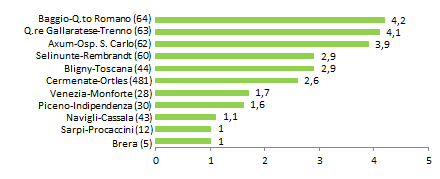 Baggio-Q.to Romano (64) 4,2
Q.re Gallaratese-Trenno (63) 4,1
Axum-Osp. S. Carlo(62) 3,9
Selinunte-Rembrandt (60) 2,9
Bligny-Toscana (44) 2,9
Cermenate-Ortles (481) 2,6
Venezia-Monforte (28) 1,7
Piceno-Indipendenza (30) 1,6
Navigli-Cassala (43) 1,1
Sarpi-Procaccini (12) 1
Brera (5) 1
0 1 2 3 4 5